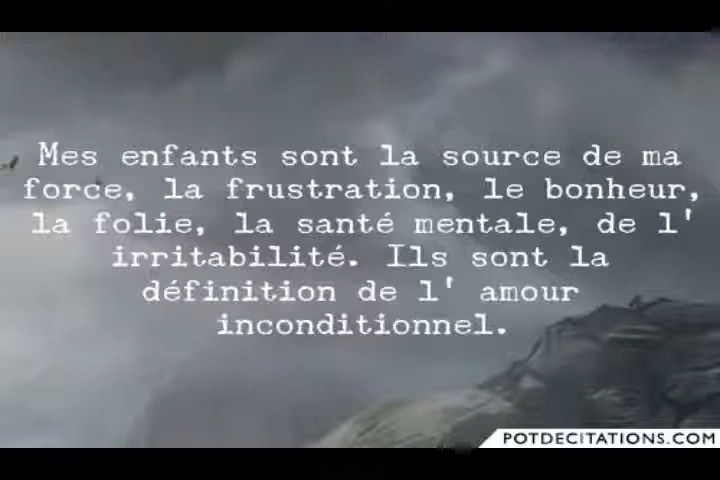 Mes enfants sont la source de ma
force, la frustration, le bonheur,
la folie, la santé mentale, de l'
irritabilité. Ils sont la
définition de l' amour
inconditionnel.
POTDECITATIONS.COM